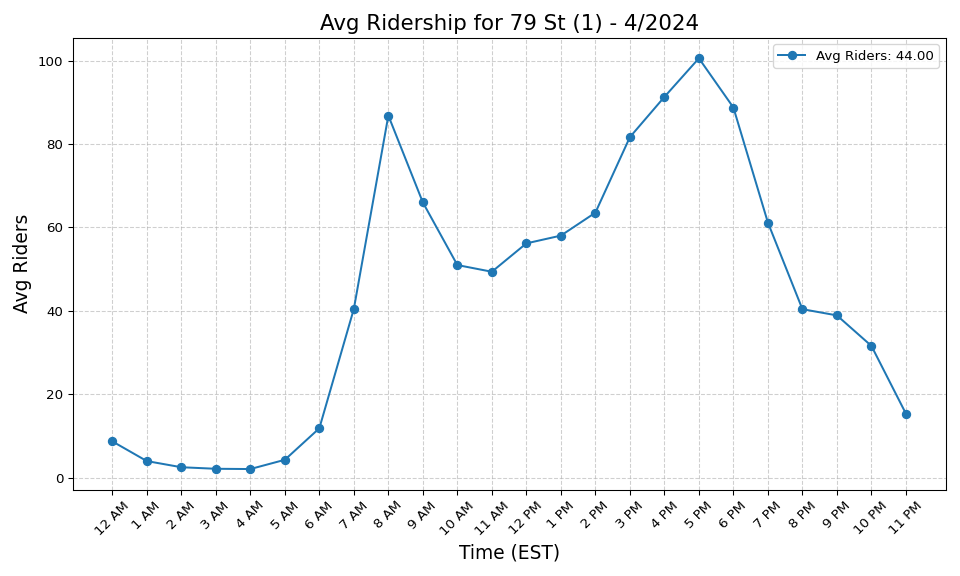 Avg Ridership for 79 St (1) - 4/2024
Avg Riders: 44.00
Avg Riders
100
80
60
40
20
0
12 AM
1 AM
2 AM
3 AM
4 AM
5 AM
6 AM
7 AM
8 AM
9 AM
10 AM
11 AM
12 PM
1 PM
2 PM
3 PM
4 PM
5 PM
6 PM
7 PM
8 PM
9 PM
10 PM
11 PM
Time (EST)